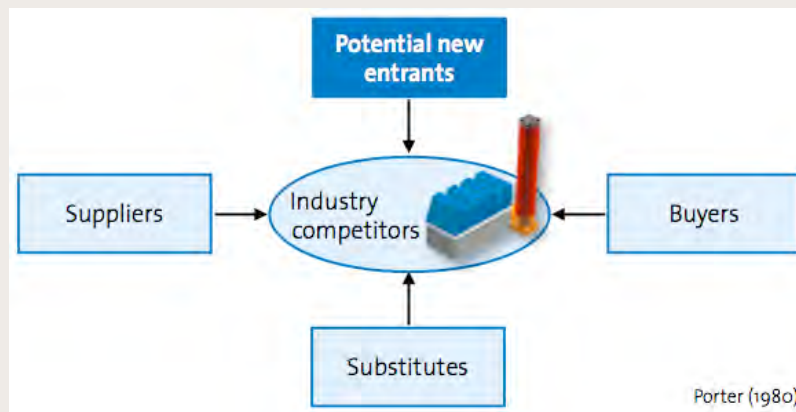 Potential new
entrants
Suppliers
Industry
competitors
Buyers
Substitutes
Porter (1980)